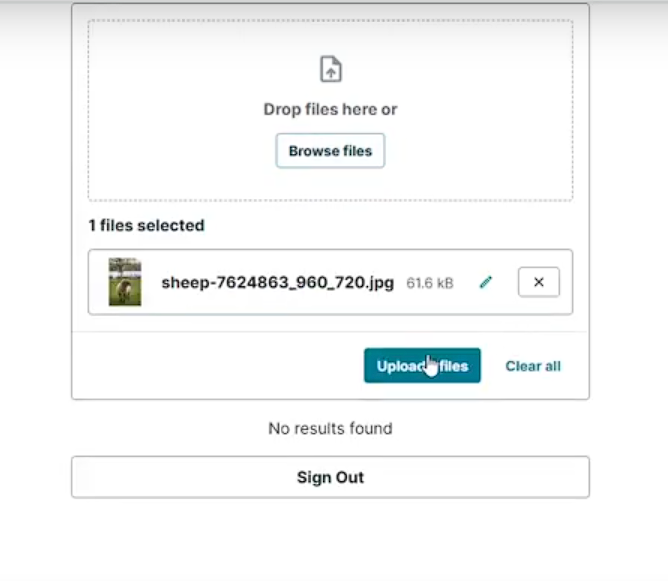 Drop files here or
Browse files
1 files selected
sheep-7624863_960_720.jpg 61.6 kB
Upload files Clear all
No results found
Sign Out